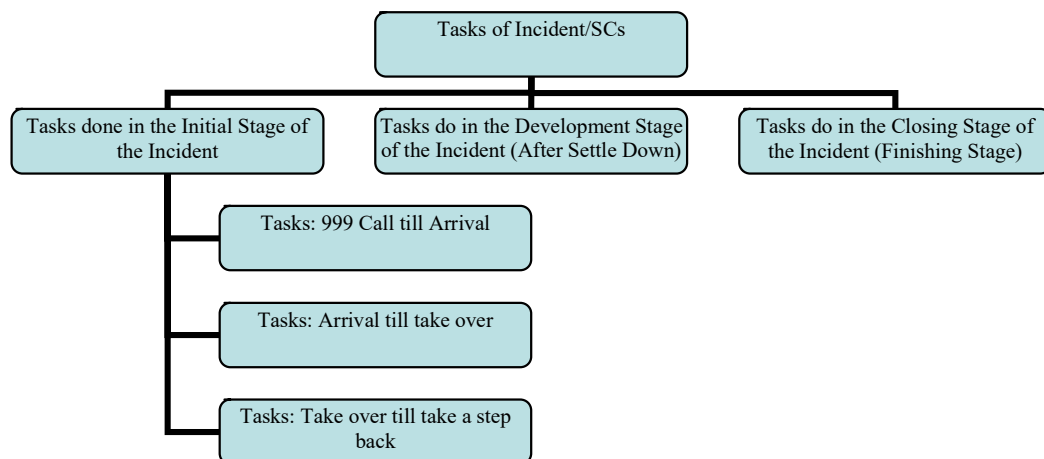 Tasks of Incident/SCs
Tasks done in the Initial Stage of
the Incident
Tasks do in the Development Stage
of the Incident (After Settle Down)
Tasks do in the Closing Stage of
the Incident (Finishing Stage)
Tasks: 999 Call till Arrival
Tasks: Arrival till take over
Tasks: Take over till take a step
back